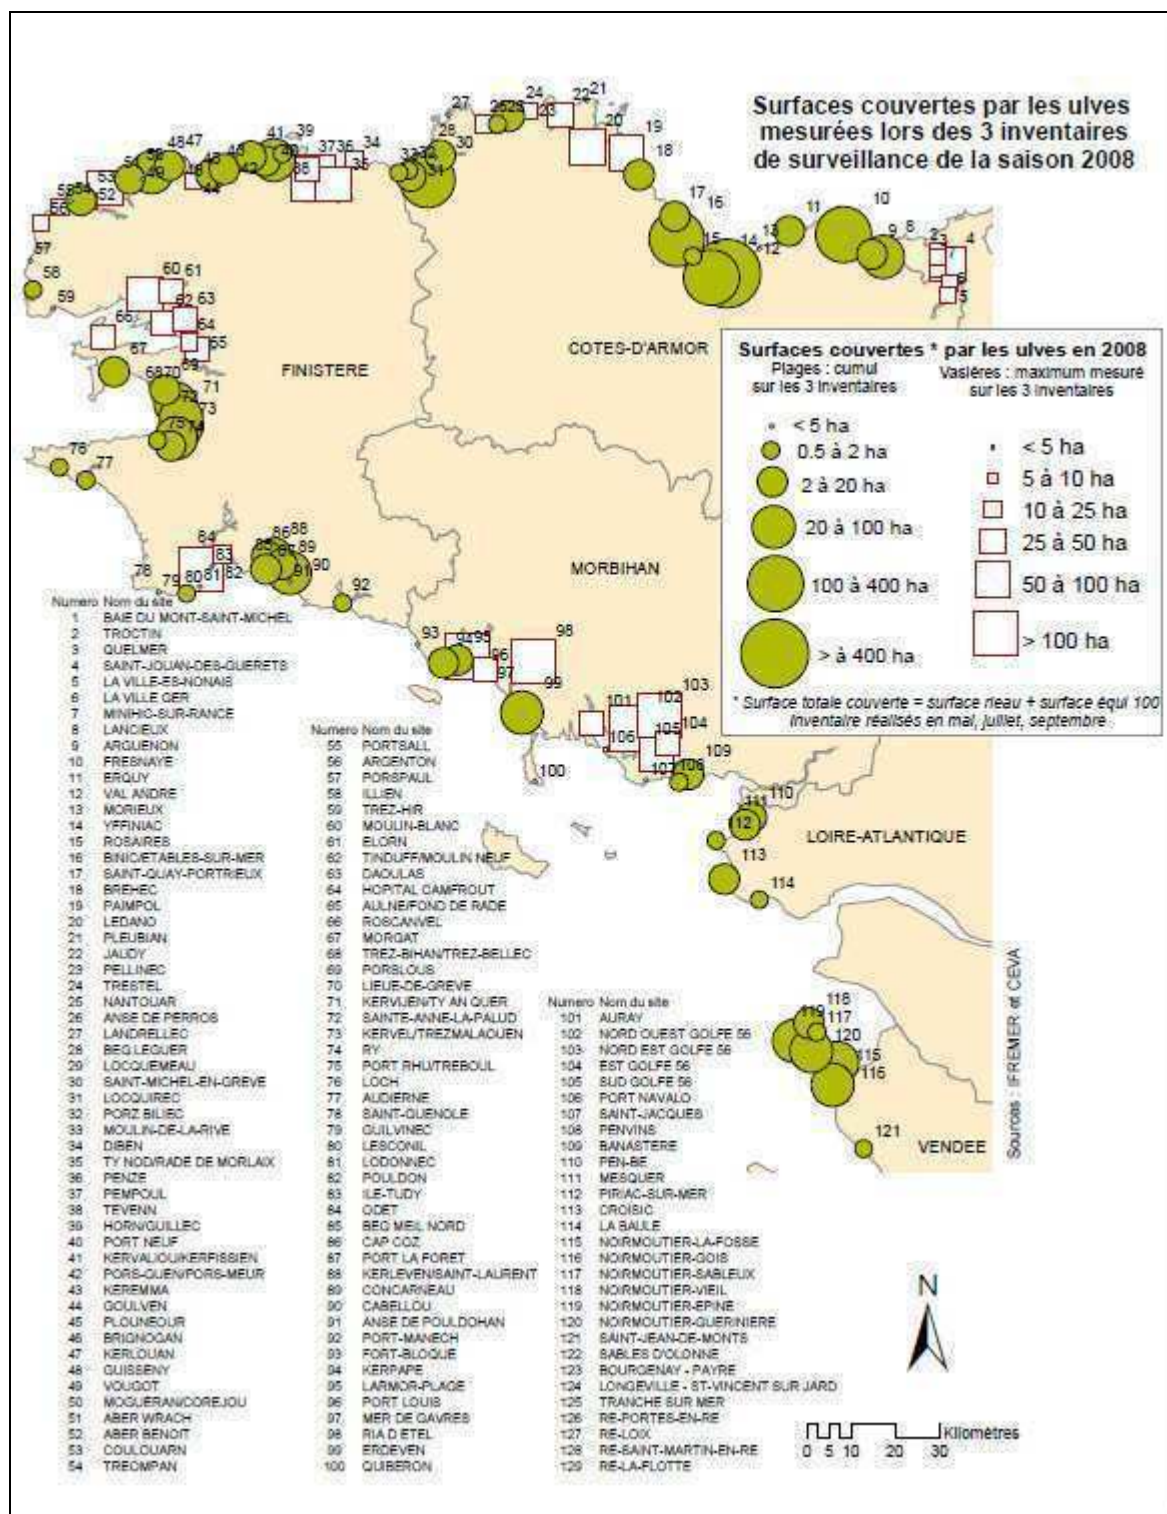 Surfaces couvertes par les ulves
mesurées lors des 3 inventaires
de surveillance de la saison 2008
FINISTERE
COTES-D'ARMOR
MORBIHAN
LOIRE-ATLANTIQUE
VENDEE
Surfaces couvertes * par les ulves en 2008
Plages : cumul
sur les 3 inventaires
< 5 ha
0.5 à 2 ha
2 à 20 ha
20 à 100 ha
100 à 400 ha
> à 400 ha
Vasières : maximum mesuré
sur les 3 inventaires
< 5 ha
5 à 10 ha
10 à 25 ha
25 à 50 ha
50 à 100 ha
> 100 ha
* Surface totale couverte = surface rieau + surface équi 100
Inventaire réalisés en mai, juillet, septembre
Numero Nom du site
1 BAIE DU MONT-SAINT-MICHEL
2 TROCTIN
3 QUELMER
4 SAINT-JOUAN-DES-GUERETS
5 LA VILLE-ES-NONAIS
6 LA VILLE GER
7 MINIHIC-SUR-RANCE
8 LANCIEUX
9 ARGUENON
10 FRESNAYE
11 ERQUY
12 VAL ANDRE
13 MORIEUX
14 YFFINIAC
15 ROSAIRES
16 BINIC/ETABLES-SUR-MER
17 SAINT-QUAY-PORTRIEUX
18 BREHEC
19 PAIMPOL
20 LEDANO
21 PLEUBIAN
22 JAUDY
23 PELLINEC
24 TRESTEL
25 NANTOUAR
26 ANSE DE PERROS
27 LANDRELLEC
28 BEG LEGUER
29 LOCQUEMEAU
30 SAINT-MICHEL-EN-GREVE
31 LOCQUIREC
32 PORZ BILIEC
33 MOULIN-DE-LA-RIVE
34 DIBEN
35 TY NOD/RADE DE MORLAIX
36 PENZE
37 PEMPOUL
38 TEVENN
39 HORN/GUILLEC
40 PORT NEUF
41 KERVALIOU/KERFISSIEN
42 PORS-GUEN/PORS-MEUR
43 KEREMMA
44 GOULVEN
45 PLOUNEOUR
46 BRIGNOGAN
47 KERLOUAN
48 GUISSENY
49 VOUGOT
50 MOGUERAN/COREJOU
51 ABER WRACH
52 ABER BENOIT
53 COULOUARN
54 TREOMPAN
Numero Nom du site
55 PORTSALL
56 ARGENTON
57 PORSPAUL
58 ILLIEN
59 TREZ-HIR
60 MOULIN-BLANC
61 ELORN
62 TINDUFF/MOULIN NEUF
63 DAOULAS
64 HOPITAL CAMFROUT
65 AULNE/FOND DE RADE
66 ROSCANVEL
67 MORGAT
68 TREZ-BIHAN/TREZ-BELLEC
69 PORSLOUS
70 LIEUE-DE-GREVE
71 KERVIJEN/TY AN QUER
72 SAINTE-ANNE-LA-PALUD
73 KERVEL/TREZMALAOUEN
74 RY
75 PORT RHU/TREBOUL
76 LOCH
77 AUDIERNE
78 SAINT-GUENOLE
79 GUILVINEC
80 LESCONIL
81 LODONNEC
82 POULDON
83 ILE-TUDY
84 ODET
85 BEG MEIL NORD
86 CAP COZ
87 PORT LA FORET
88 KERLEVEN/SAINT-LAURENT
89 CONCARNEAU
90 CABELLOU
91 ANSE DE POULDOHAN
92 PORT-MANECH
93 FORT-BLOQUE
94 KERPAPE
95 LARMOR-PLAGE
96 PORT LOUIS
97 MER DE GAVRES
98 RIA D ETEL
99 ERDEVEN
100 QUIBERON
Numero Nom du site
101 AURAY
102 NORD OUEST GOLFE 56
103 NORD EST GOLFE 56
104 EST GOLFE 56
105 SUD GOLFE 56
106 PORT NAVALO
107 SAINT-JACQUES
108 PENVINS
109 BANASTERE
110 PEN-BE
111 MESQUER
112 PIRIAC-SUR-MER
113 CROISIC
114 LA BAULE
115 NOIRMOUTIER-LA-FOSSE
116 NOIRMOUTIER-GOIS
117 NOIRMOUTIER-SABLEUX
118 NOIRMOUTIER-VIEIL
119 NOIRMOUTIER-EPINE
120 NOIRMOUTIER-GUERINIERE
121 SAINT-JEAN-DE-MONTS
122 SABLES D'OLONNE
123 BOURGENAY - PAYRE
124 LONGEVILLE - ST-VINCENT SUR JARD
125 TRANCHE SUR MER
126 RE-PORTES-EN-RE
127 RE-LOIX
128 RE-SAINT-MARTIN-EN-RE
129 RE-LA-FLOTTE
Sources : IFREMER et CEVA
N
Kilomètres
0 5 10 20 30